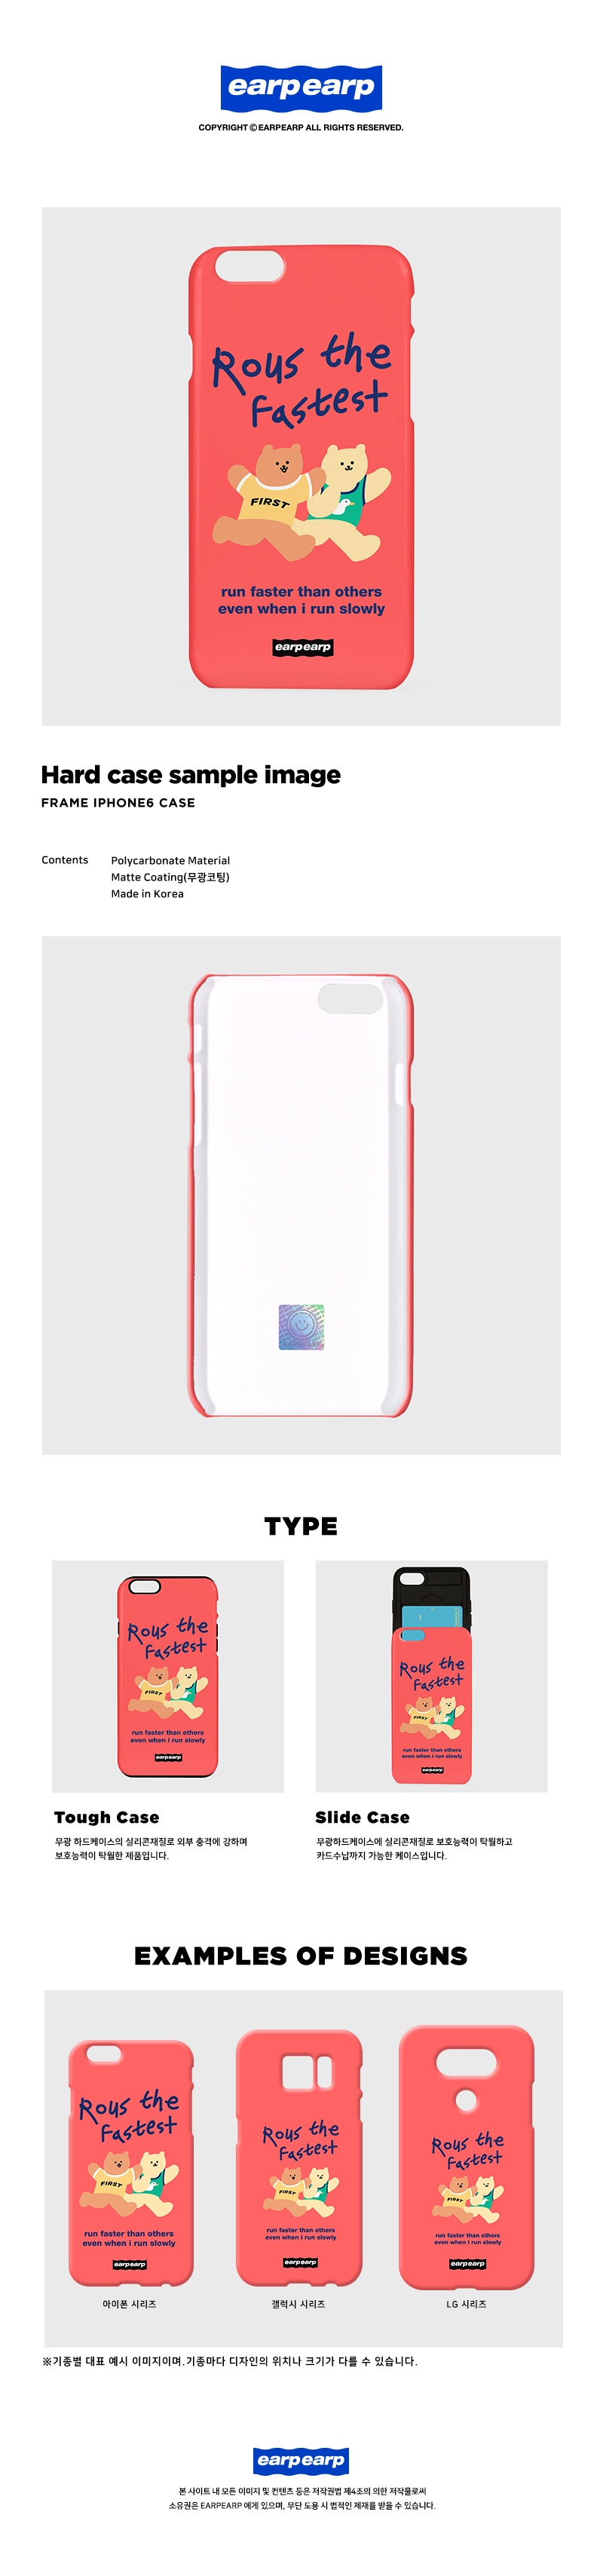 earp earp
COPYRIGHT © EARPEARP ALL RIGHTS RESERVED.
Rous the
fastest
FIRST
run faster than others
even when i run slowly
earpearp
Hard case sample image
FRAME IPHONE6 CASE
Contents
Polycarbonate Material
Matte Coating(무광코팅)
Made in Korea
EARPEARP
TYPE
Rous the
fastest
FIRST
run faster than others
even when i run slowly
earpearp
Rous the
fastest
FIRST
run faster than others
even when i run slowly
earpearp
Tough Case
무광 하드케이스의 실리콘재질로 외부 충격에 강하며
보호능력이 탁월한 제품입니다.
Slide Case
무광하드케이스에 실리콘재질로 보호능력이 탁월하고
카드수납까지 가능한 케이스입니다.
EXAMPLES OF DESIGNS
Rous the
fastest
FIRST
run faster than others
even when i run slowly
earpearp
아이폰 시리즈
Rous the
fastest
FIRST
run faster than others
even when i run slowly
earpearp
갤럭시 시리즈
Rous the
fastest
FIRST
run faster than others
even when i run slowly
earpearp
LG 시리즈
※기종별 대표 예시 이미지이며.기종마다 디자인의 위치나 크기가 다를 수 있습니다.
earp earp
본 사이트 내 모든 이미지 및 컨텐츠 등은 저작권법 제4조의 의한 저작물로써
소유권은 EARPEARP 에게 있으며, 무단 도용 시 법적인 제재를 받을 수 있습니다.